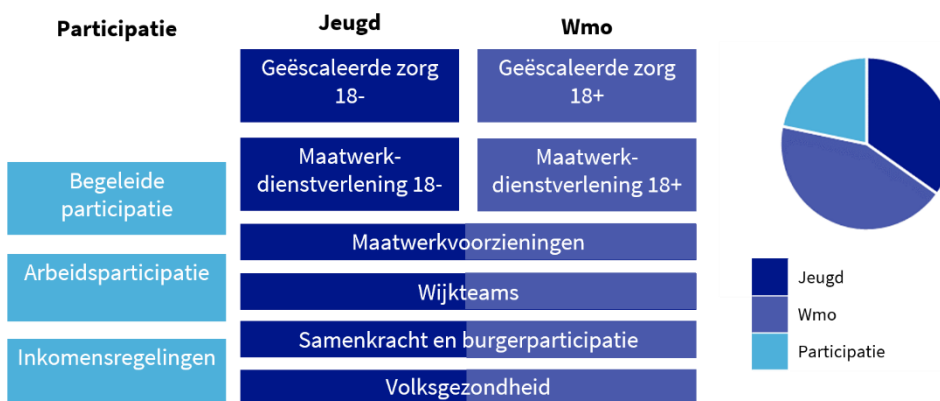 Participatie
Jeugd
Wmo
Geëscaleerde zorg
18-
Geëscaleerde zorg
18+
Maatwerk-
dienstverlening 18-
Maatwerk-
dienstverlening 18+
Begeleide
participatie
Maatwerkvoorzieningen
Arbeidsparticipatie
Wijkteams
Samenkracht en burgerparticipatie
Inkomensregelingen
Volksgezondheid
Jeugd
Wmo
Participatie